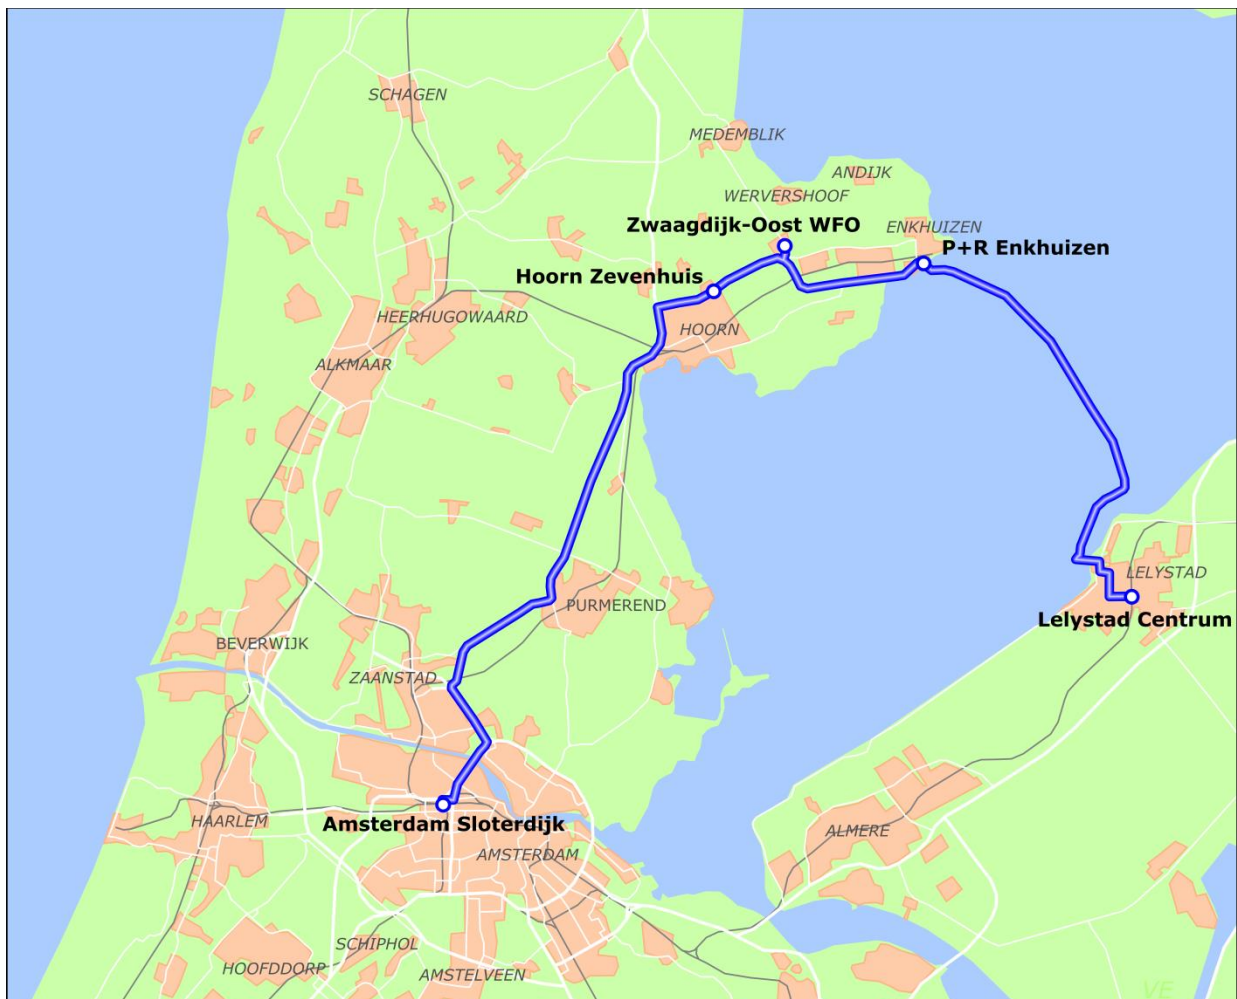 SCHAGEN
MEDEMBLIK
ANDIJK
WERVERSHOOF
Zwaagdijk-Oost WFO
ENKHUIZEN
P+R Enkhuizen
Hoorn Zevenhuis
HEERHUGOWAARD
HOORN
ALKMAAR
LELYSTAD
PURMEREND
Lelystad Centrum
BEVERWIJK
ZAANSTAD
HAARLEM
Amsterdam Sloterdijk
ALMERE
AMSTERDAM
SCHIPHOL
HOOFDDORP
AMSTELVEEN
VE